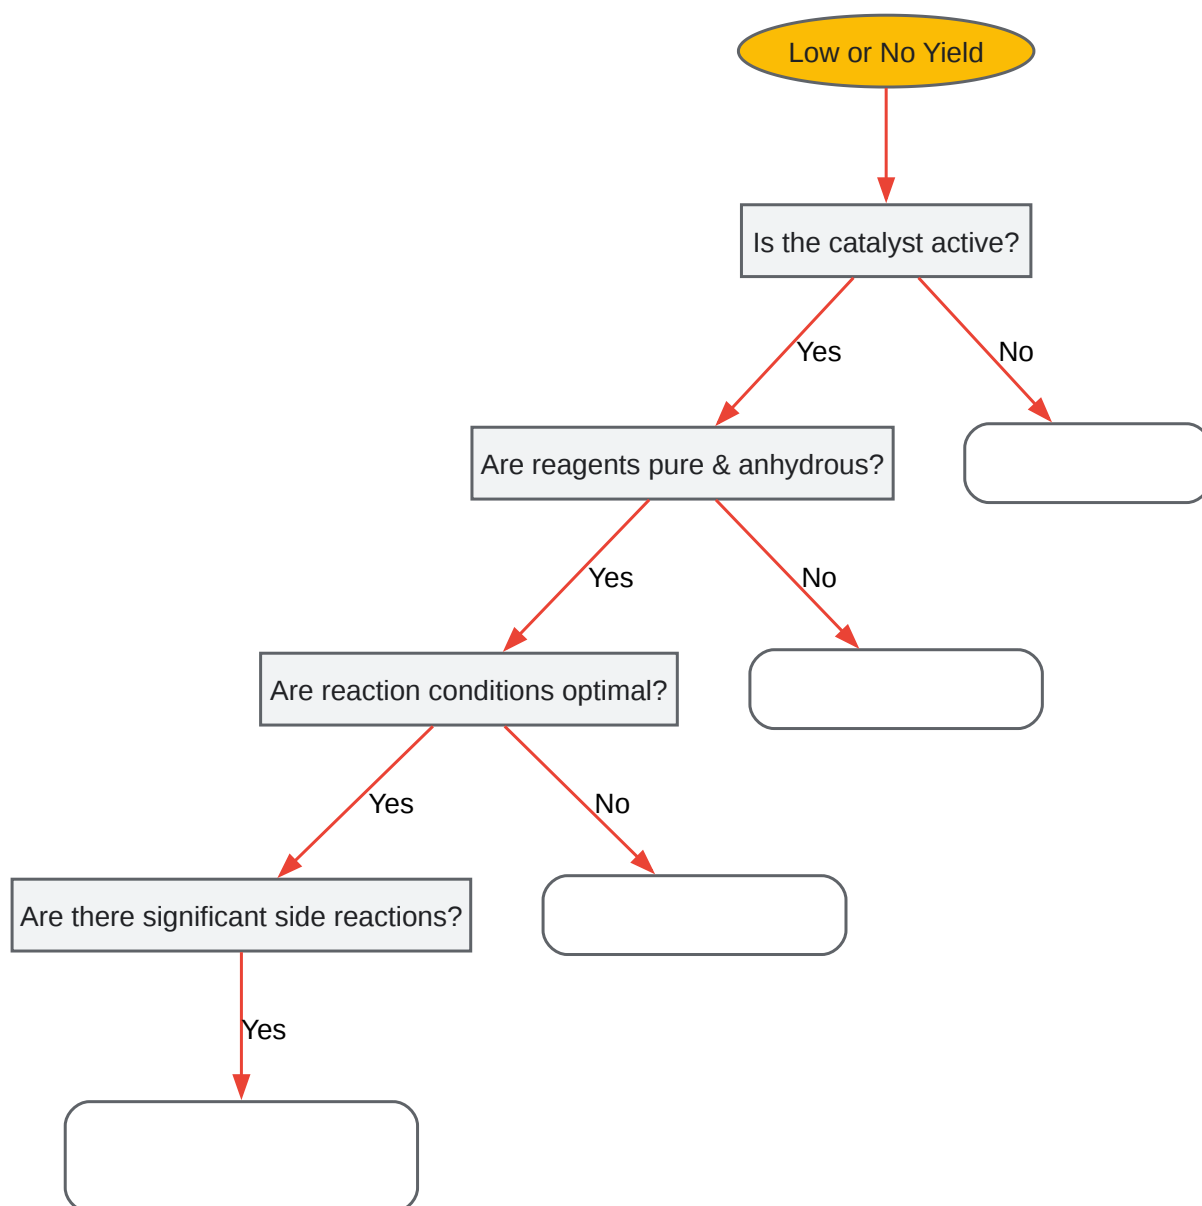 Low or No Yield
Is the catalyst active?
Yes
No
Are reagents pure & anhydrous?
Yes
No
Are reaction conditions optimal?
Yes
No
Are there significant side reactions?
Yes